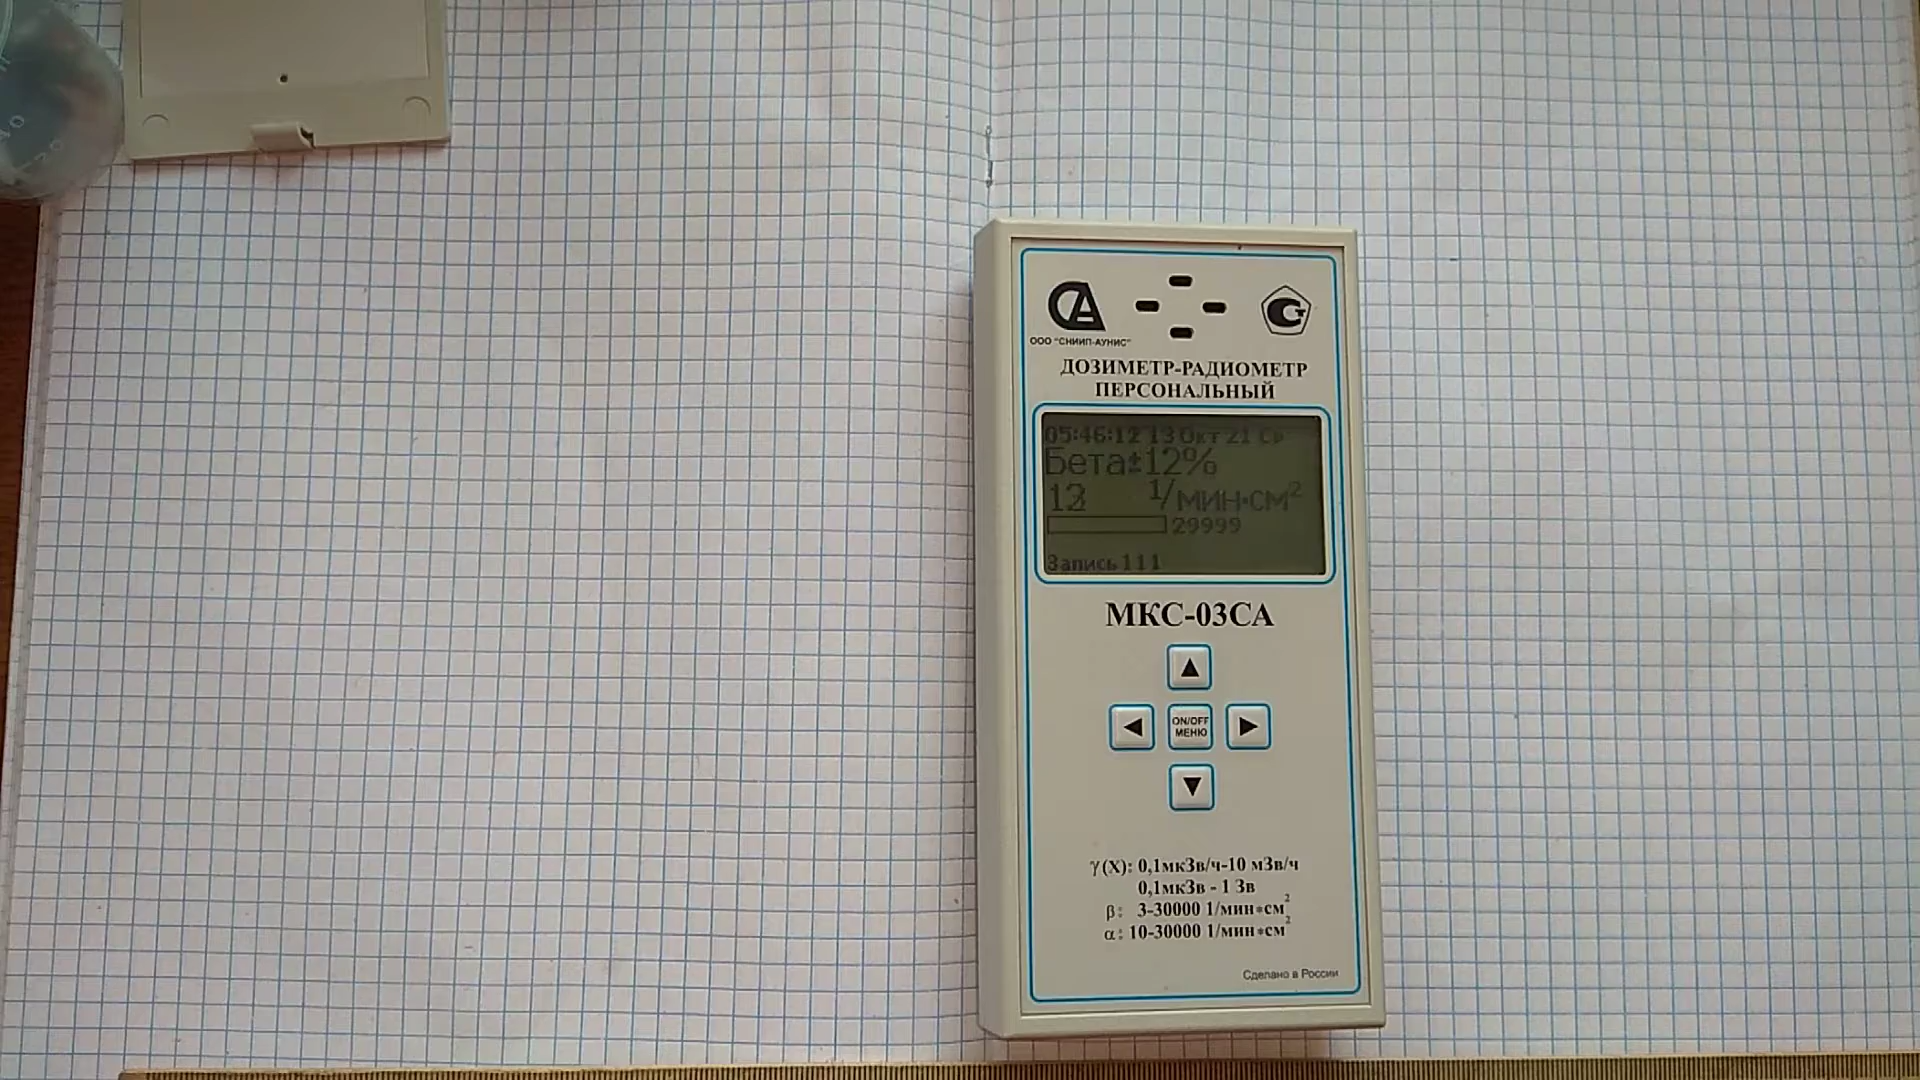 СА
ООО "СНИИП-АУНИС"
ДОЗИМЕТР-РАДИОМЕТР
ПЕРСОНАЛЬНЫЙ
05:46:12 13 Окт 21 Ср
Бета±12%
1/мин·см²
29999
Запись 111
МКС-03СА
ON/OFF
МЕНЮ
γ(X): 0,1мкЗв/ч-10 мЗв/ч
0,1мкЗв - 1 Зв
β: 3-30000 1/мин*см²
α: 10-30000 1/мин*см²
Сделано в России